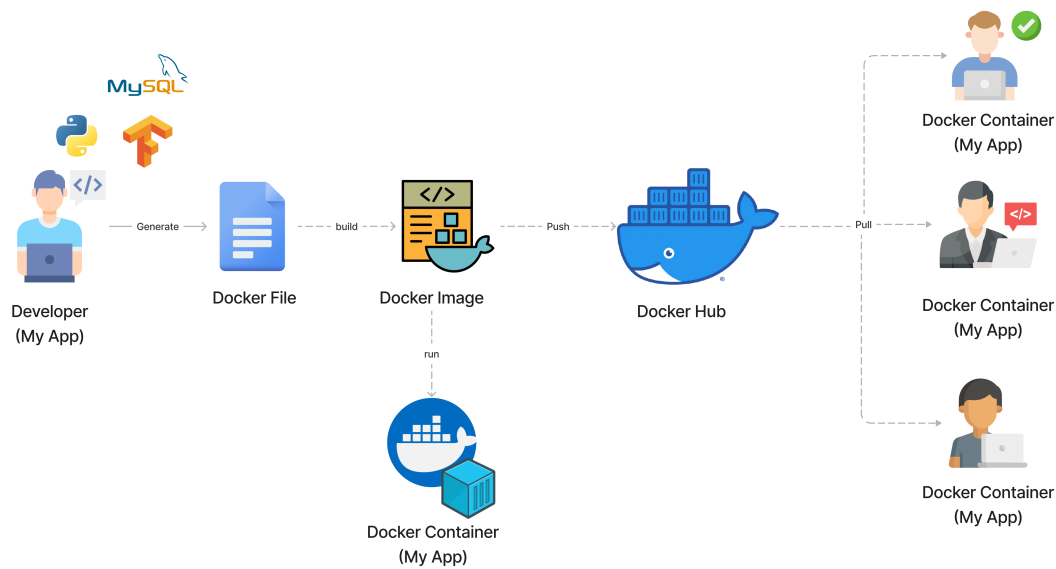 MySQL
</>
Developer
(My App)
Generate
Docker File
build
</>
Docker Image
Push
Docker Hub
run
Docker Container
(My App)
Pull
Docker Container
(My App)
</>
Docker Container
(My App)
Docker Container
(My App)